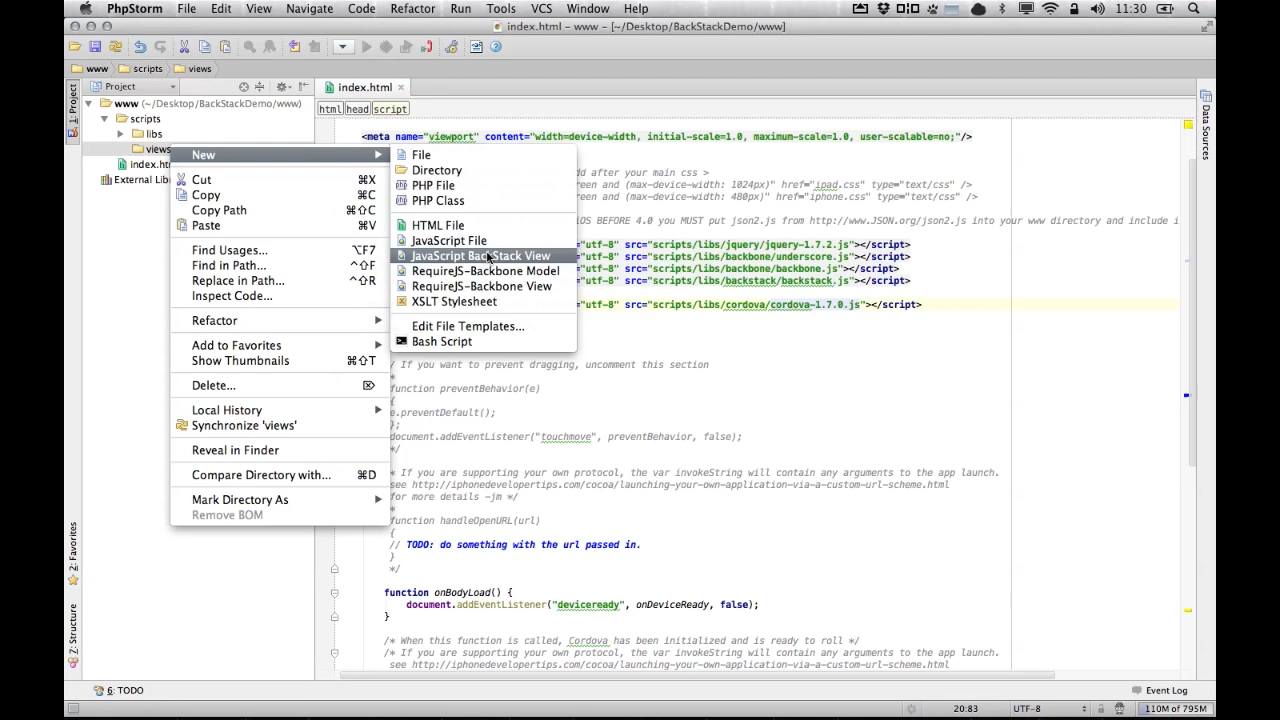 PhpStorm File Edit View Navigate Code Refactor Run Tools VCS Window Help 11:30
index.html - www - [~/Desktop/BackStackDemo/www]
www scripts views
Project index.html
1: Project
www (~/Desktop/BackStackDemo/www)
scripts
libs
views
index.ht
External Lib
html head script
Data Sources
<meta name="viewport" content="width=device-width, initial-scale=1.0, maximum-scale=1.0, user-scalable=no;"/>
dd after your main css >
reen and (max-device-width: 1024px)" href="ipad.css" type="text/css" />
reen and (max-device-width: 480px)" href="iphone.css" type="text/css" />
iOS BEFORE 4.0 you MUST put json2.js from http://www.JSON.org/json2.js into your www directory and include i
"utf-8" src="scripts/libs/jquery/jquery-1.7.2.js"></script>
"utf-8" src="scripts/libs/backbone/underscore.js"></script>
"utf-8" src="scripts/libs/backbone/backbone.js"></script>
"utf-8" src="scripts/libs/backstack/backstack.js"></script>
"utf-8" src="scripts/libs/cordova/cordova-1.7.0.js"></script>
/ If you want to prevent dragging, uncomment this section
*
function preventBehavior(e)
{
e.preventDefault();
};
document.addEventListener("touchmove", preventBehavior, false);
*/
* If you are supporting your own protocol, the var invokeString will contain any arguments to the app launch.
see http://iphonedevelopertips.com/cocoa/launching-your-own-application-via-a-custom-url-scheme.html
for more details -jm */
*
function handleOpenURL(url)
{
// TODO: do something with the url passed in.
}
*/
function onBodyLoad() {
document.addEventListener("deviceready", onDeviceReady, false);
}
/* When this function is called, Cordova has been initialized and is ready to roll */
/* If you are supporting your own protocol, the var invokeString will contain any arguments to the app launch.
see http://iphonedevelopertips.com/cocoa/launching-your-own-application-via-a-custom-url-scheme.html
New
Cut ⌘X
Copy ⌘C
Copy Path ⇧⌘C
Paste ⌘V
Find Usages... ⌥F7
Find in Path... ^⇧F
Replace in Path... ^⇧R
Inspect Code...
Refactor
Add to Favorites
Show Thumbnails ⌘⇧T
Delete... ⌦
Local History
Synchronize 'views'
Reveal in Finder
Compare Directory with... ⌘D
Mark Directory As
Remove BOM
File
Directory
PHP File
PHP Class
HTML File
JavaScript File
JavaScript BackStack View
RequireJS-Backbone Model
RequireJS-Backbone View
XSLT Stylesheet
Edit File Templates...
Bash Script
2: Favorites
Z: Structure
6: TODO Event Log
20:83 UTF-8 110M of 795M